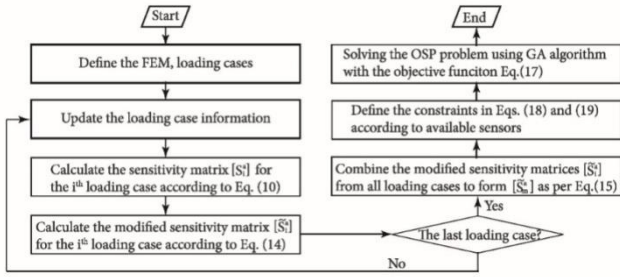 Start
Define the FEM, loading cases
Update the loading case information
Calculate the sensitivity matrix [Sᵢᵉ] for
the iᵗʰ loading case according to Eq. (10)
Calculate the modified sensitivity matrix [S̃ᵢᵉ]
for the iᵗʰ loading case according to Eq. (14)
The last loading case?
No
Yes
Combine the modified sensitivity matrices [S̃ᵢᵉ]
from all loading cases to form [S̃ₘᵉ] as per Eq.(15)
Define the constraints in Eqs. (18) and (19)
according to available sensors
Solving the OSP problem using GA algorithm
with the objective funciton Eq.(17)
End